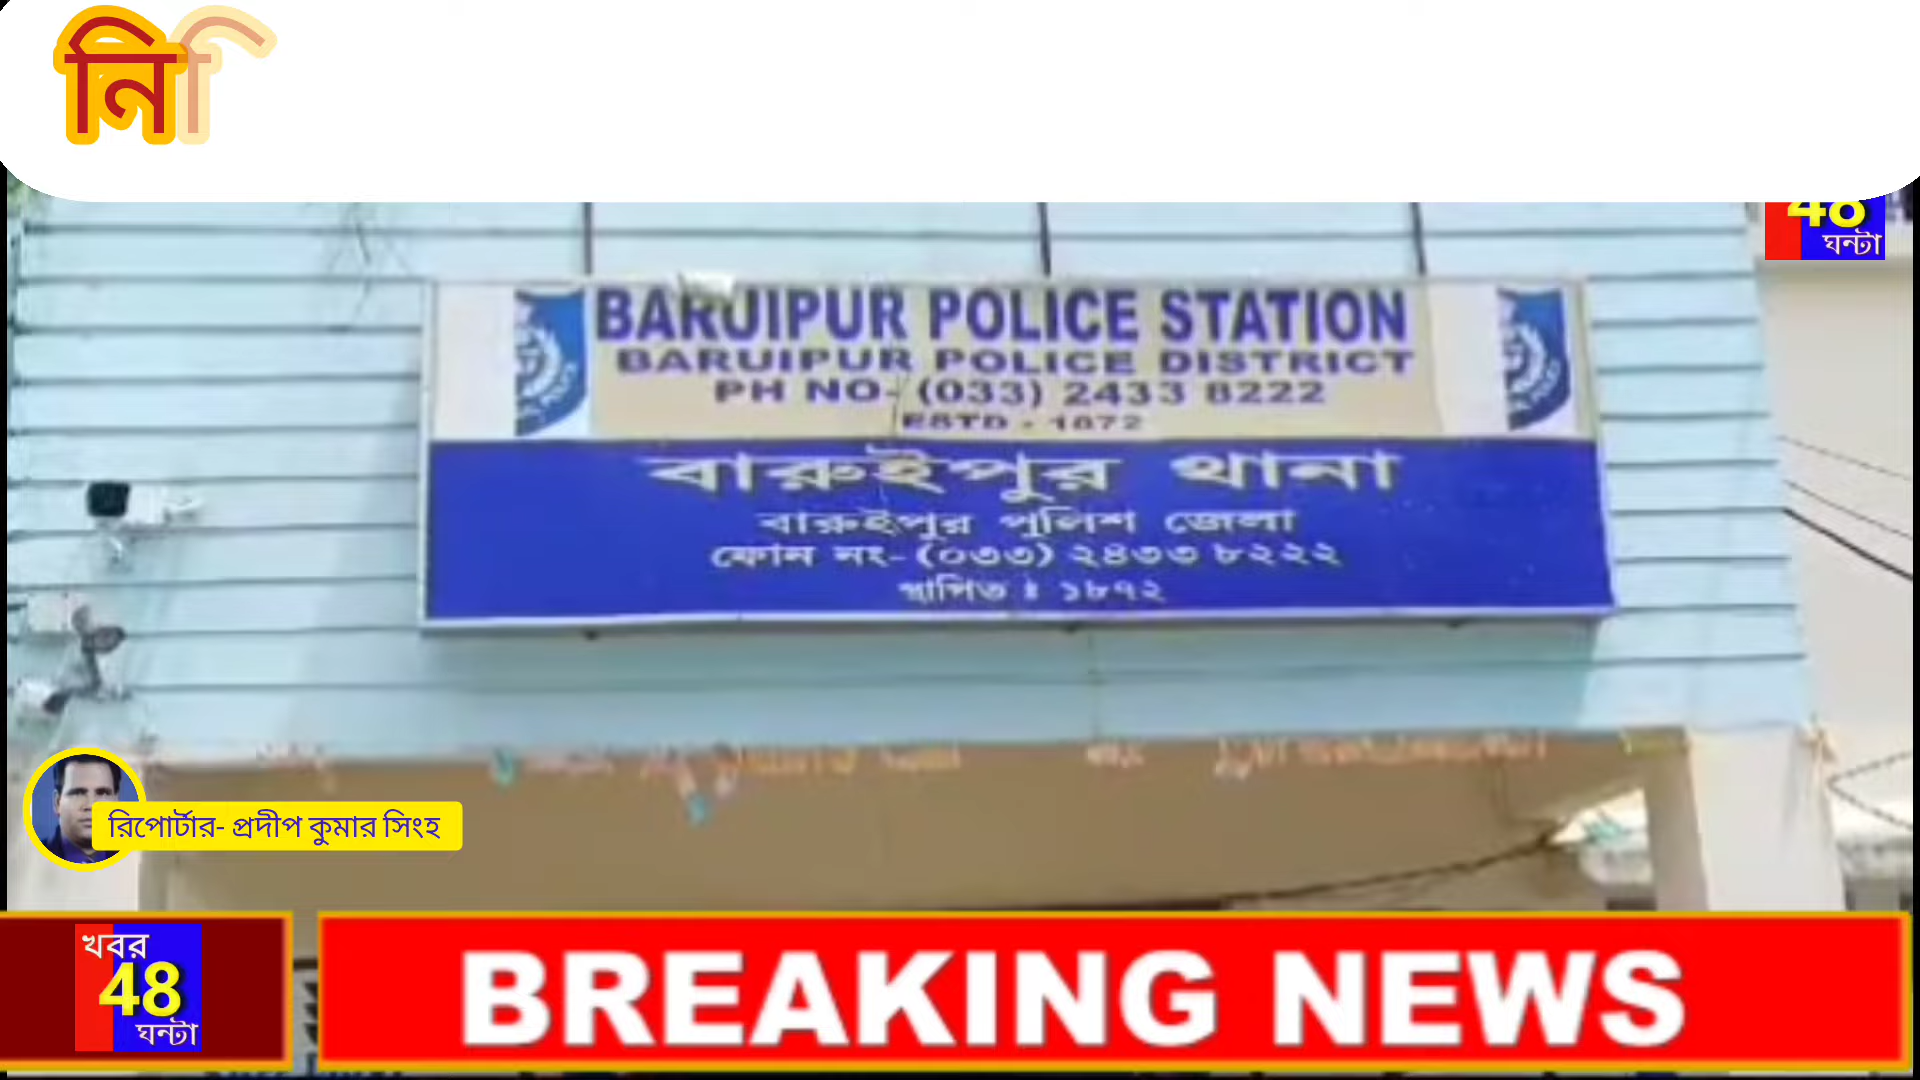 নি
48
ঘন্টা
BARUIPUR POLICE STATION
BARUIPUR POLICE DISTRICT
PH NO- (033) 2433 8222
ESTD - 1872
বারুইপুর থানা
বারুইপুর পুলিশ জেলা
ফোন নং- (০৩৩) ২৪৩৩ ৮২২২
স্থাপিত ঃ ১৮৭২
রিপোর্টার- প্রদীপ কুমার সিংহ
খবর
48
ঘন্টা
BREAKING NEWS